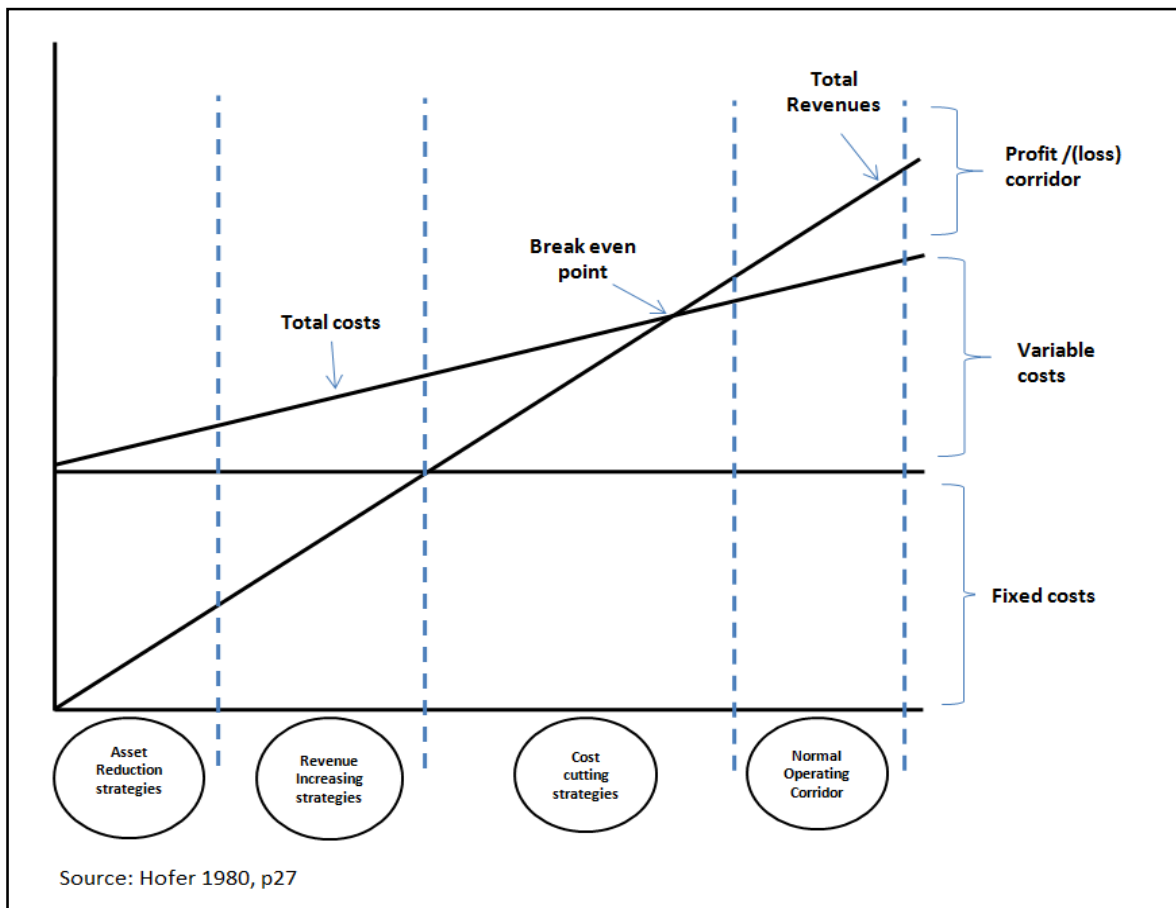 Total
Revenues
Profit /(loss)
corridor
Break even
point
Total costs
Variable
costs
Fixed costs
Asset
Reduction
strategies
Revenue
Increasing
strategies
Cost
cutting
strategies
Normal
Operating
Corridor
Source: Hofer 1980, p27